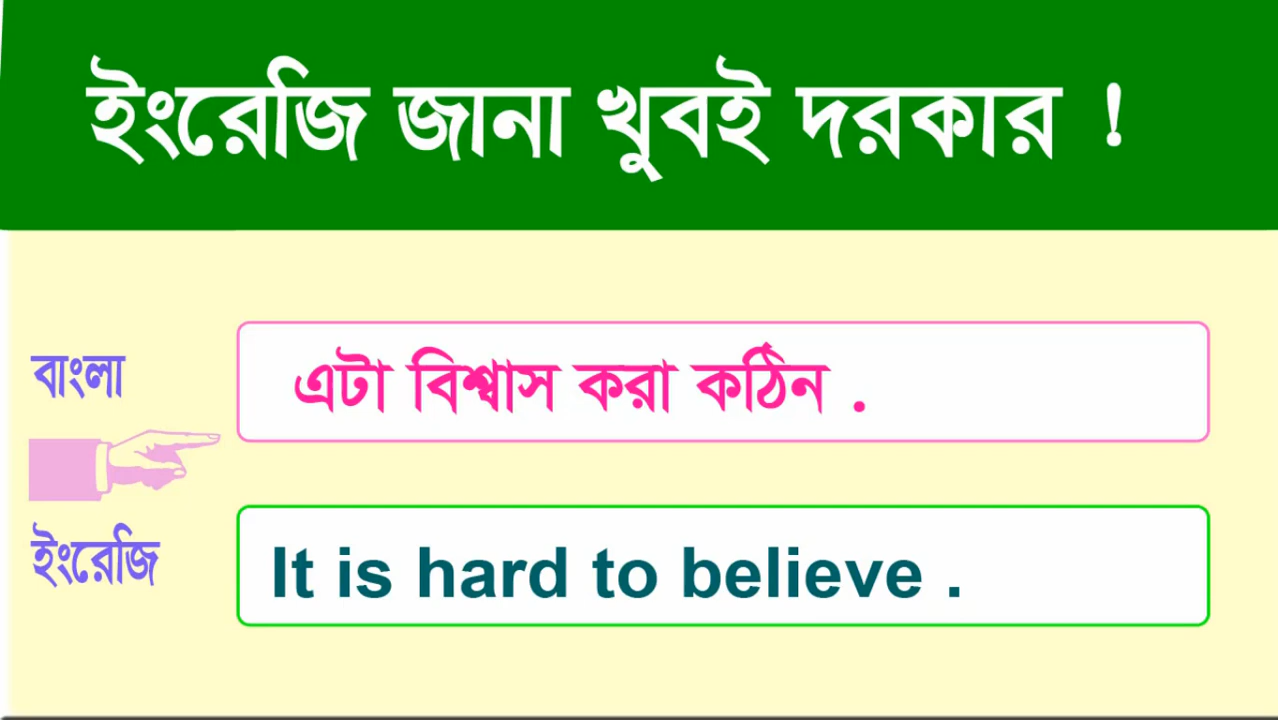 ইংরেজি জানা খুবই দরকার !
বাংলা
এটা বিশ্বাস করা কঠিন .
ইংরেজি
It is hard to believe .